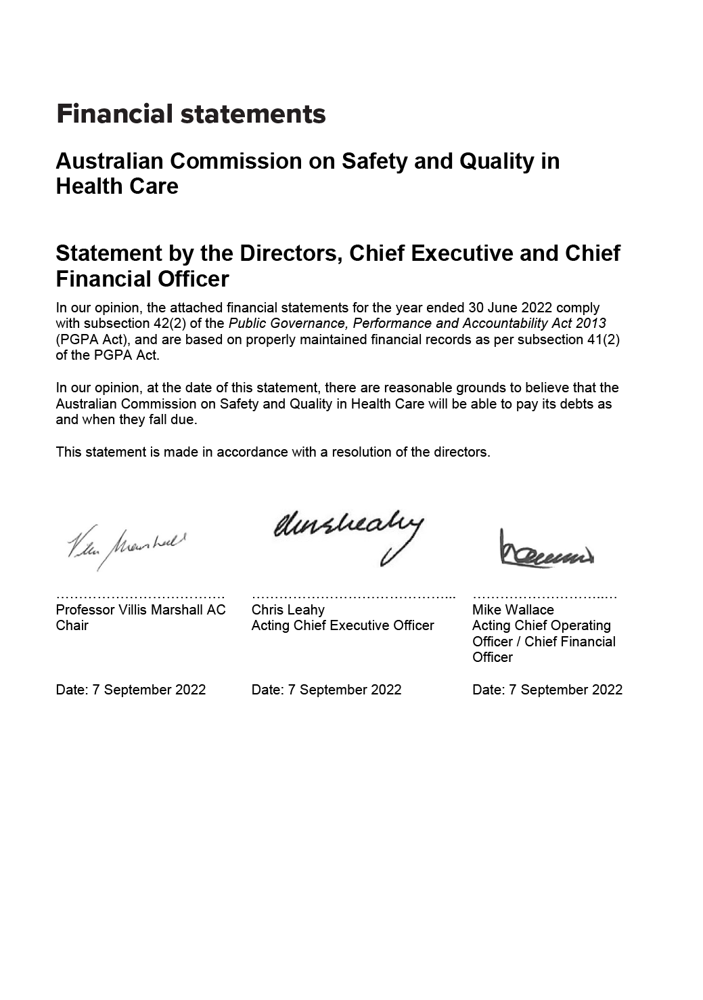 Financial statements
Australian Commission on Safety and Quality in
Health Care
Statement by the Directors, Chief Executive and Chief
Financial Officer
In our opinion, the attached financial statements for the year ended 30 June 2022 comply
with subsection 42(2) of the Public Governance, Performance and Accountability Act 2013
(PGPA Act), and are based on properly maintained financial records as per subsection 41(2)
of the PGPA Act.
In our opinion, at the date of this statement, there are reasonable grounds to believe that the
Australian Commission on Safety and Quality in Health Care will be able to pay its debts as
and when they fall due.
This statement is made in accordance with a resolution of the directors.
Marshall
Chrisleahy
Professor Villis Marshall AC
Chair
Chris Leahy
Acting Chief Executive Officer
Mike Wallace
Acting Chief Operating
Officer / Chief Financial
Officer
Date: 7 September 2022
Date: 7 September 2022
Date: 7 September 2022